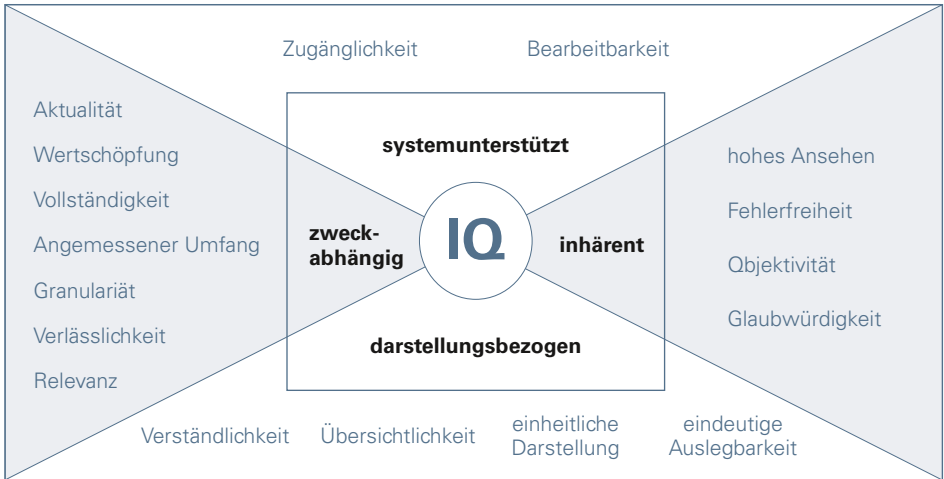 Zugänglichkeit
Bearbeitbarkeit
Aktualität
Wertschöpfung
Vollständigkeit
Angemessener Umfang
Granulariät
Verlässlichkeit
Relevanz
systemunterstützt
zweck-
abhängig
IQ
inhärent
darstellungsbezogen
hohes Ansehen
Fehlerfreiheit
Qbjektivität
Glaubwürdigkeit
Verständlichkeit
Übersichtlichkeit
einheitliche
Darstellung
eindeutige
Auslegbarkeit